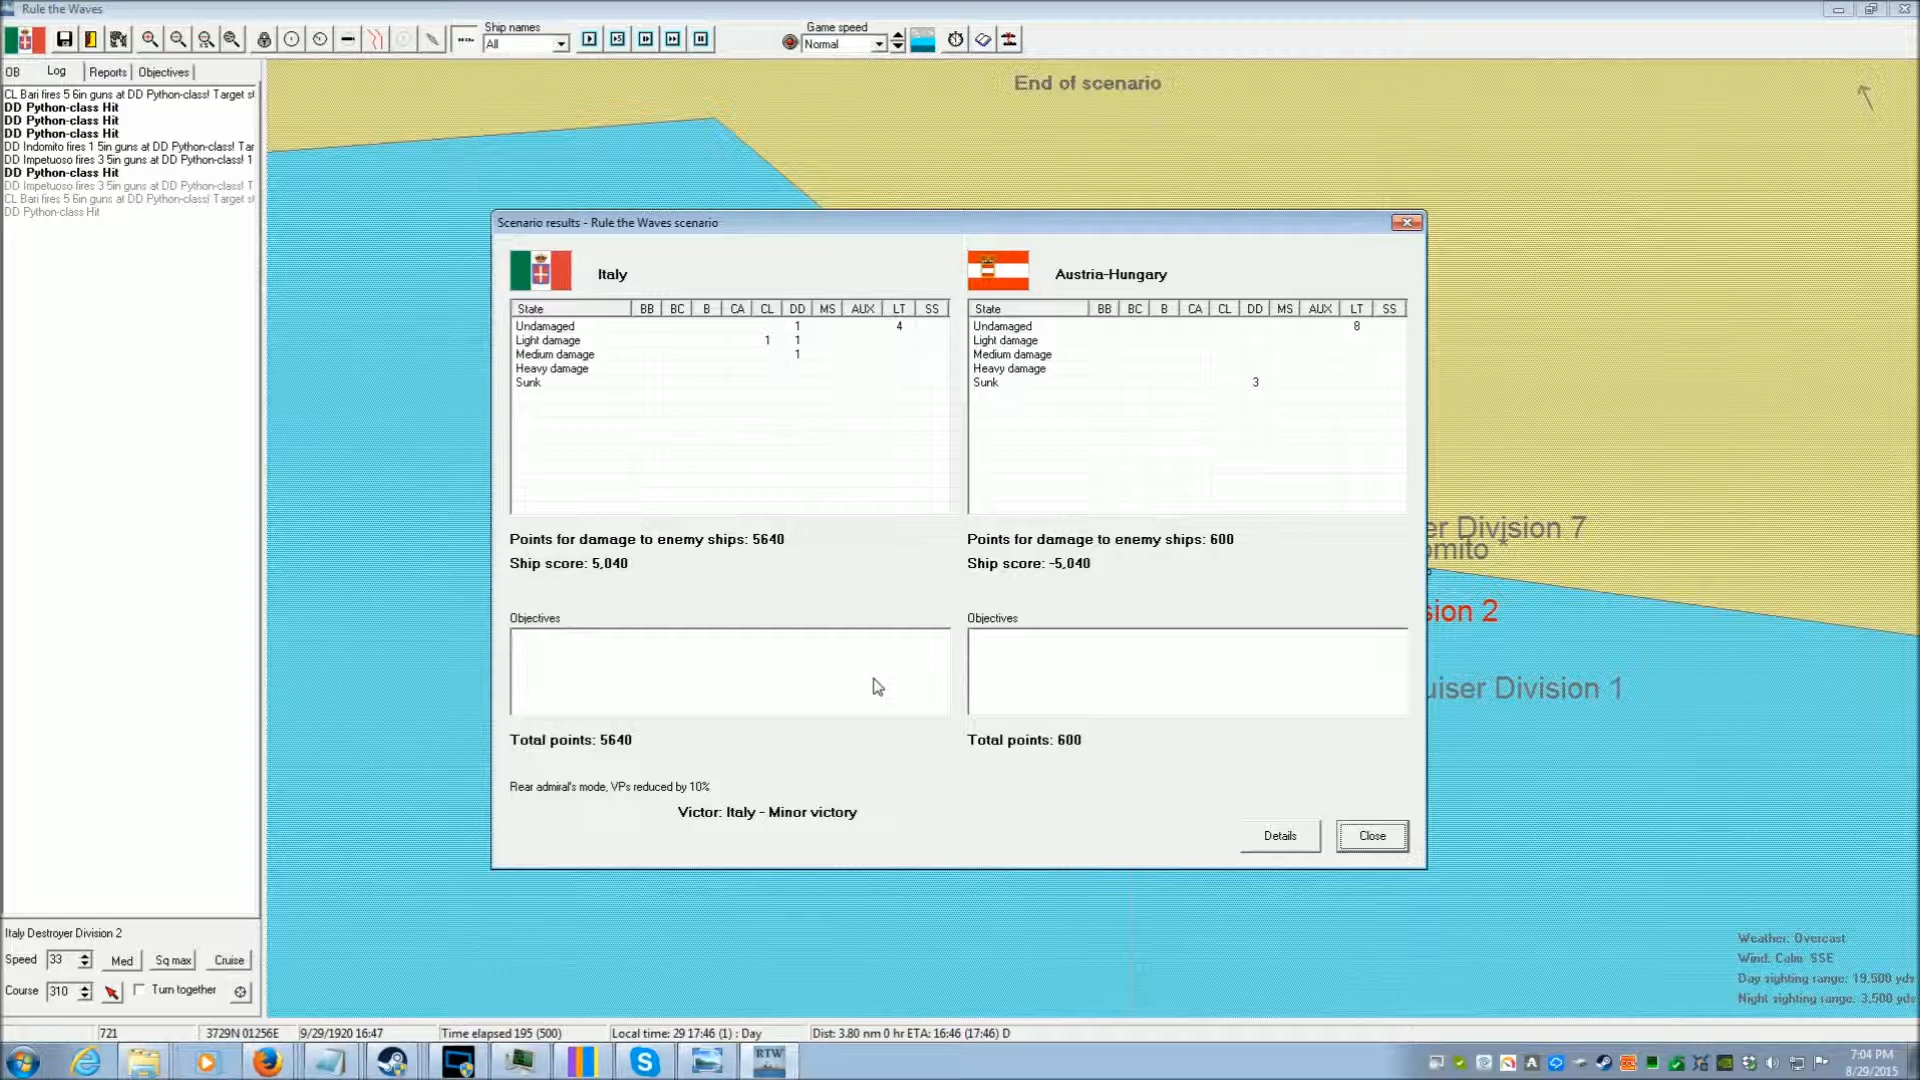 Rule the Waves
Ship names
All
Game speed
Normal
OB Log Reports Objectives
End of scenario
CL Bari fires 5 6in guns at DD Python-class! Target
DD Python-class Hit
DD Python-class Hit
DD Python-class Hit
DD Indomito fires 1 5in guns at DD Python-class! Tar
DD Impetuoso fires 3 5in guns at DD Python-class! 1
DD Python-class Hit
DD Impetuoso fires 3 5in guns at DD Python-class! T
CL Bari fires 5 6in guns at DD Python-class! Target
DD Python-class Hit
Scenario results - Rule the Waves scenario
Italy
State BB BC B CA CL DD MS AUX LT SS
Undamaged 1 4
Light damage 1 1
Medium damage 1
Heavy damage
Sunk
Points for damage to enemy ships: 5640
Ship score: 5,040
Objectives
Total points: 5640
Austria-Hungary
State BB BC B CA CL DD MS AUX LT SS
Undamaged 8
Light damage
Medium damage
Heavy damage
Sunk 3
Points for damage to enemy ships: 600
Ship score: -5,040
Objectives
Total points: 600
Rear admiral's mode, VPs reduced by 10%
Victor: Italy - Minor victory
Details Close
er Division 7
omito *
sion 2
uiser Division 1
Weather: Overcast
Wind: Calm SSE
Day sighting range: 19,500 yds
Night sighting range: 3,500 yds
Italy Destroyer Division 2
Speed 33 Med Sq max Cruise
Course 310 Turn together
721 3729N 01256E 9/29/1920 16:47 Time elapsed 195 (500) Local time: 29 17:46 (1) : Day Dist: 3.80 nm 0 hr ETA: 16:46 (17:46) D
RTW
7:04 PM
8/29/2015